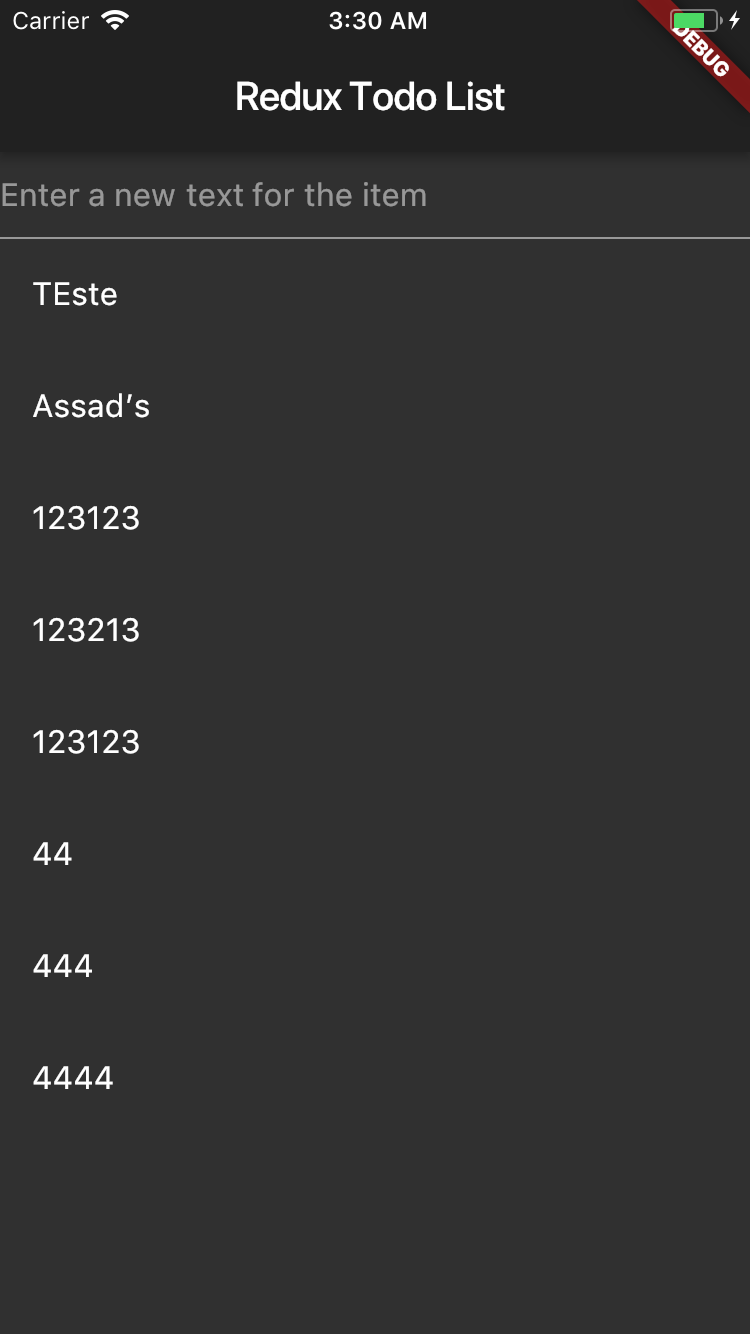 Carrier 3:30 AM
DEBUG
Redux Todo List
Enter a new text for the item
TEste
Assad’s
123123
123213
123123
44
444
4444